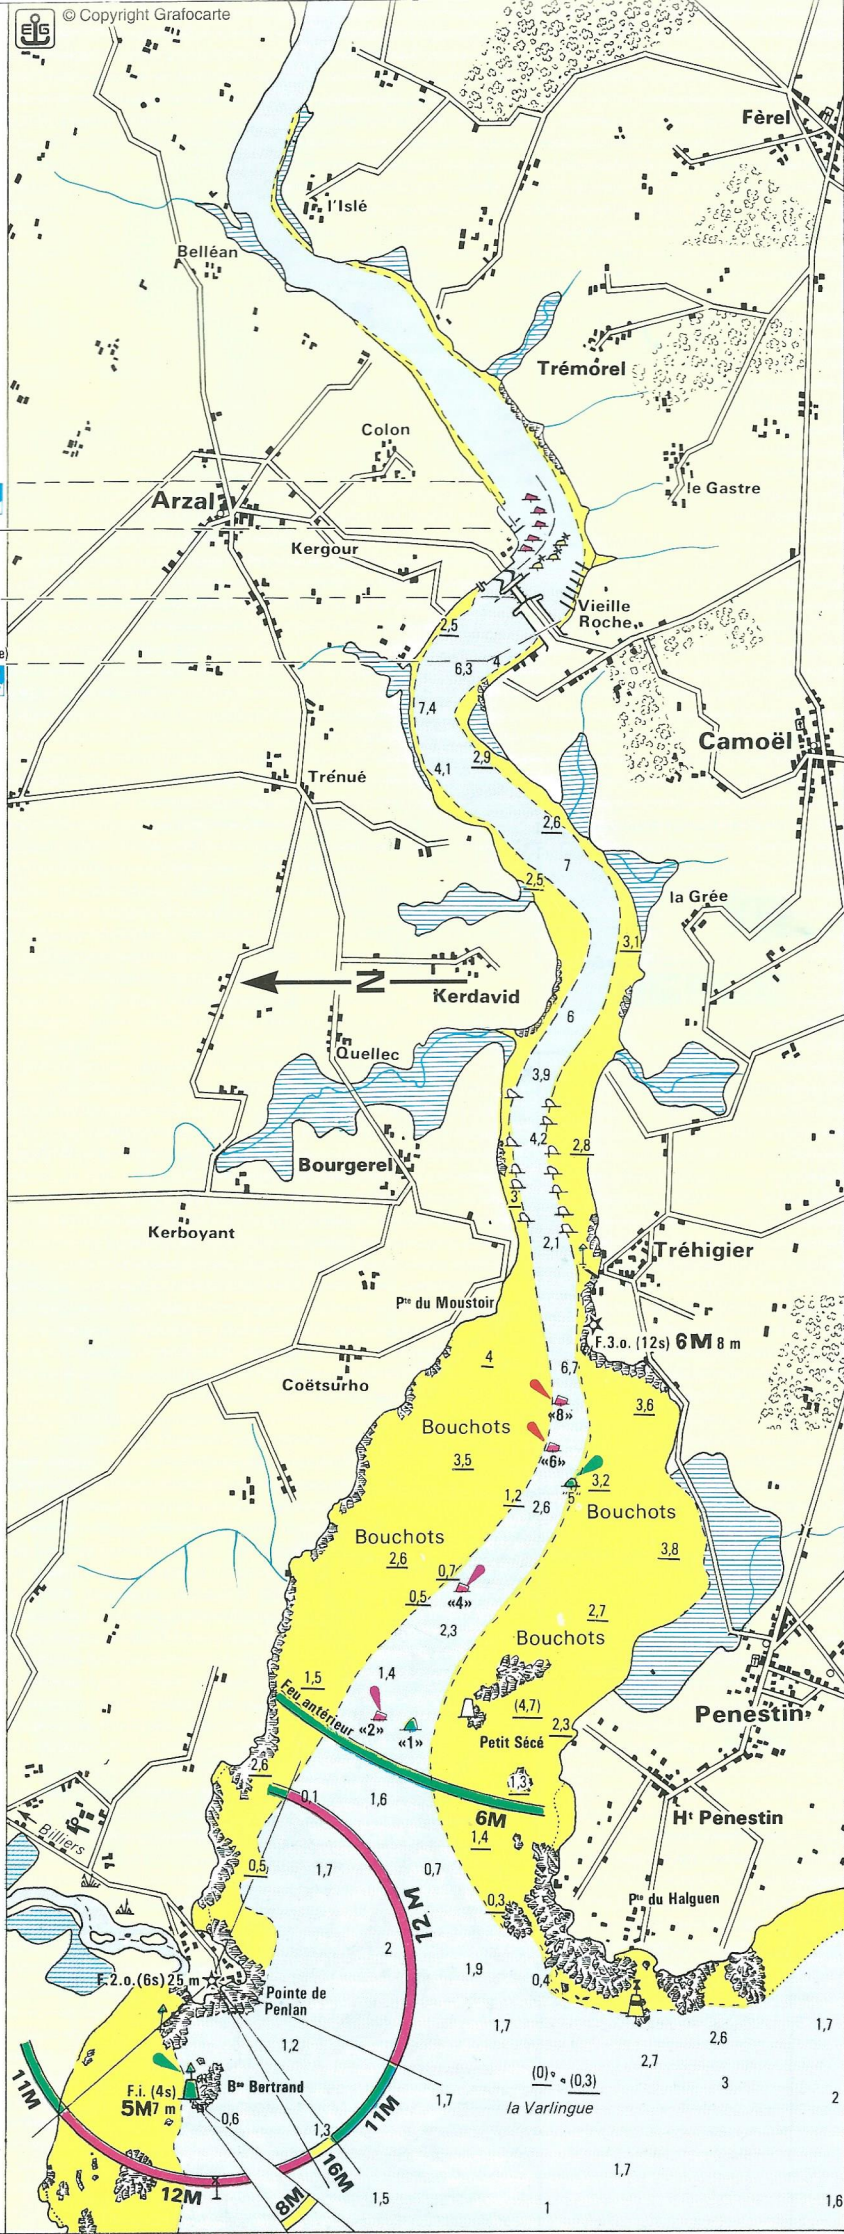 EG
© Copyright Grafocarte
Fèrel
l'Islé
Belléan
Trémorel
Colon
le Gastre
Arzal
Kergour
Vieille
Roche
2,5
6,3
4
7,4
Camoël
2,9
4,1
Trénué
2,6
7
2,5
la Grée
3,1
N
Kerdavid
6
Quellec
3,9
4,2
2,8
Bourgerel
3
Kerboyant
2,1
Tréhigier
Pte du Moustoir
F.3.o. (12s) 6M 8 m
4
6,7
Coëtsurho
«8»
3,6
Bouchots
«6»
3,5
3,2
"5"
1,2
2,6
Bouchots
Bouchots
2,6
3,8
0,7
0,5
«4»
2,7
2,3
Bouchots
1,5
1,4
Feu antérieur
«2»
«1»
(4,7)
Penestin
Petit Sécé
2,3
2,6
1,3
0,1
1,6
6M
Ht Penestin
1,4
Billiers
0,5
1,7
0,7
12 M
0,3
Pte du Halguen
2
1,9
F.2.o.(6s) 25 m
0,4
Pointe de
Penlan
1,7
1,7
1,2
2,6
2,7
Bse Bertrand
(0)
(0,3)
3
11M
F.i. (4s)
5M 7 m
1,7
2
la Varlingue
0,6
11M
1,3
16M
1,7
12M
8M
1,5
1
1,6